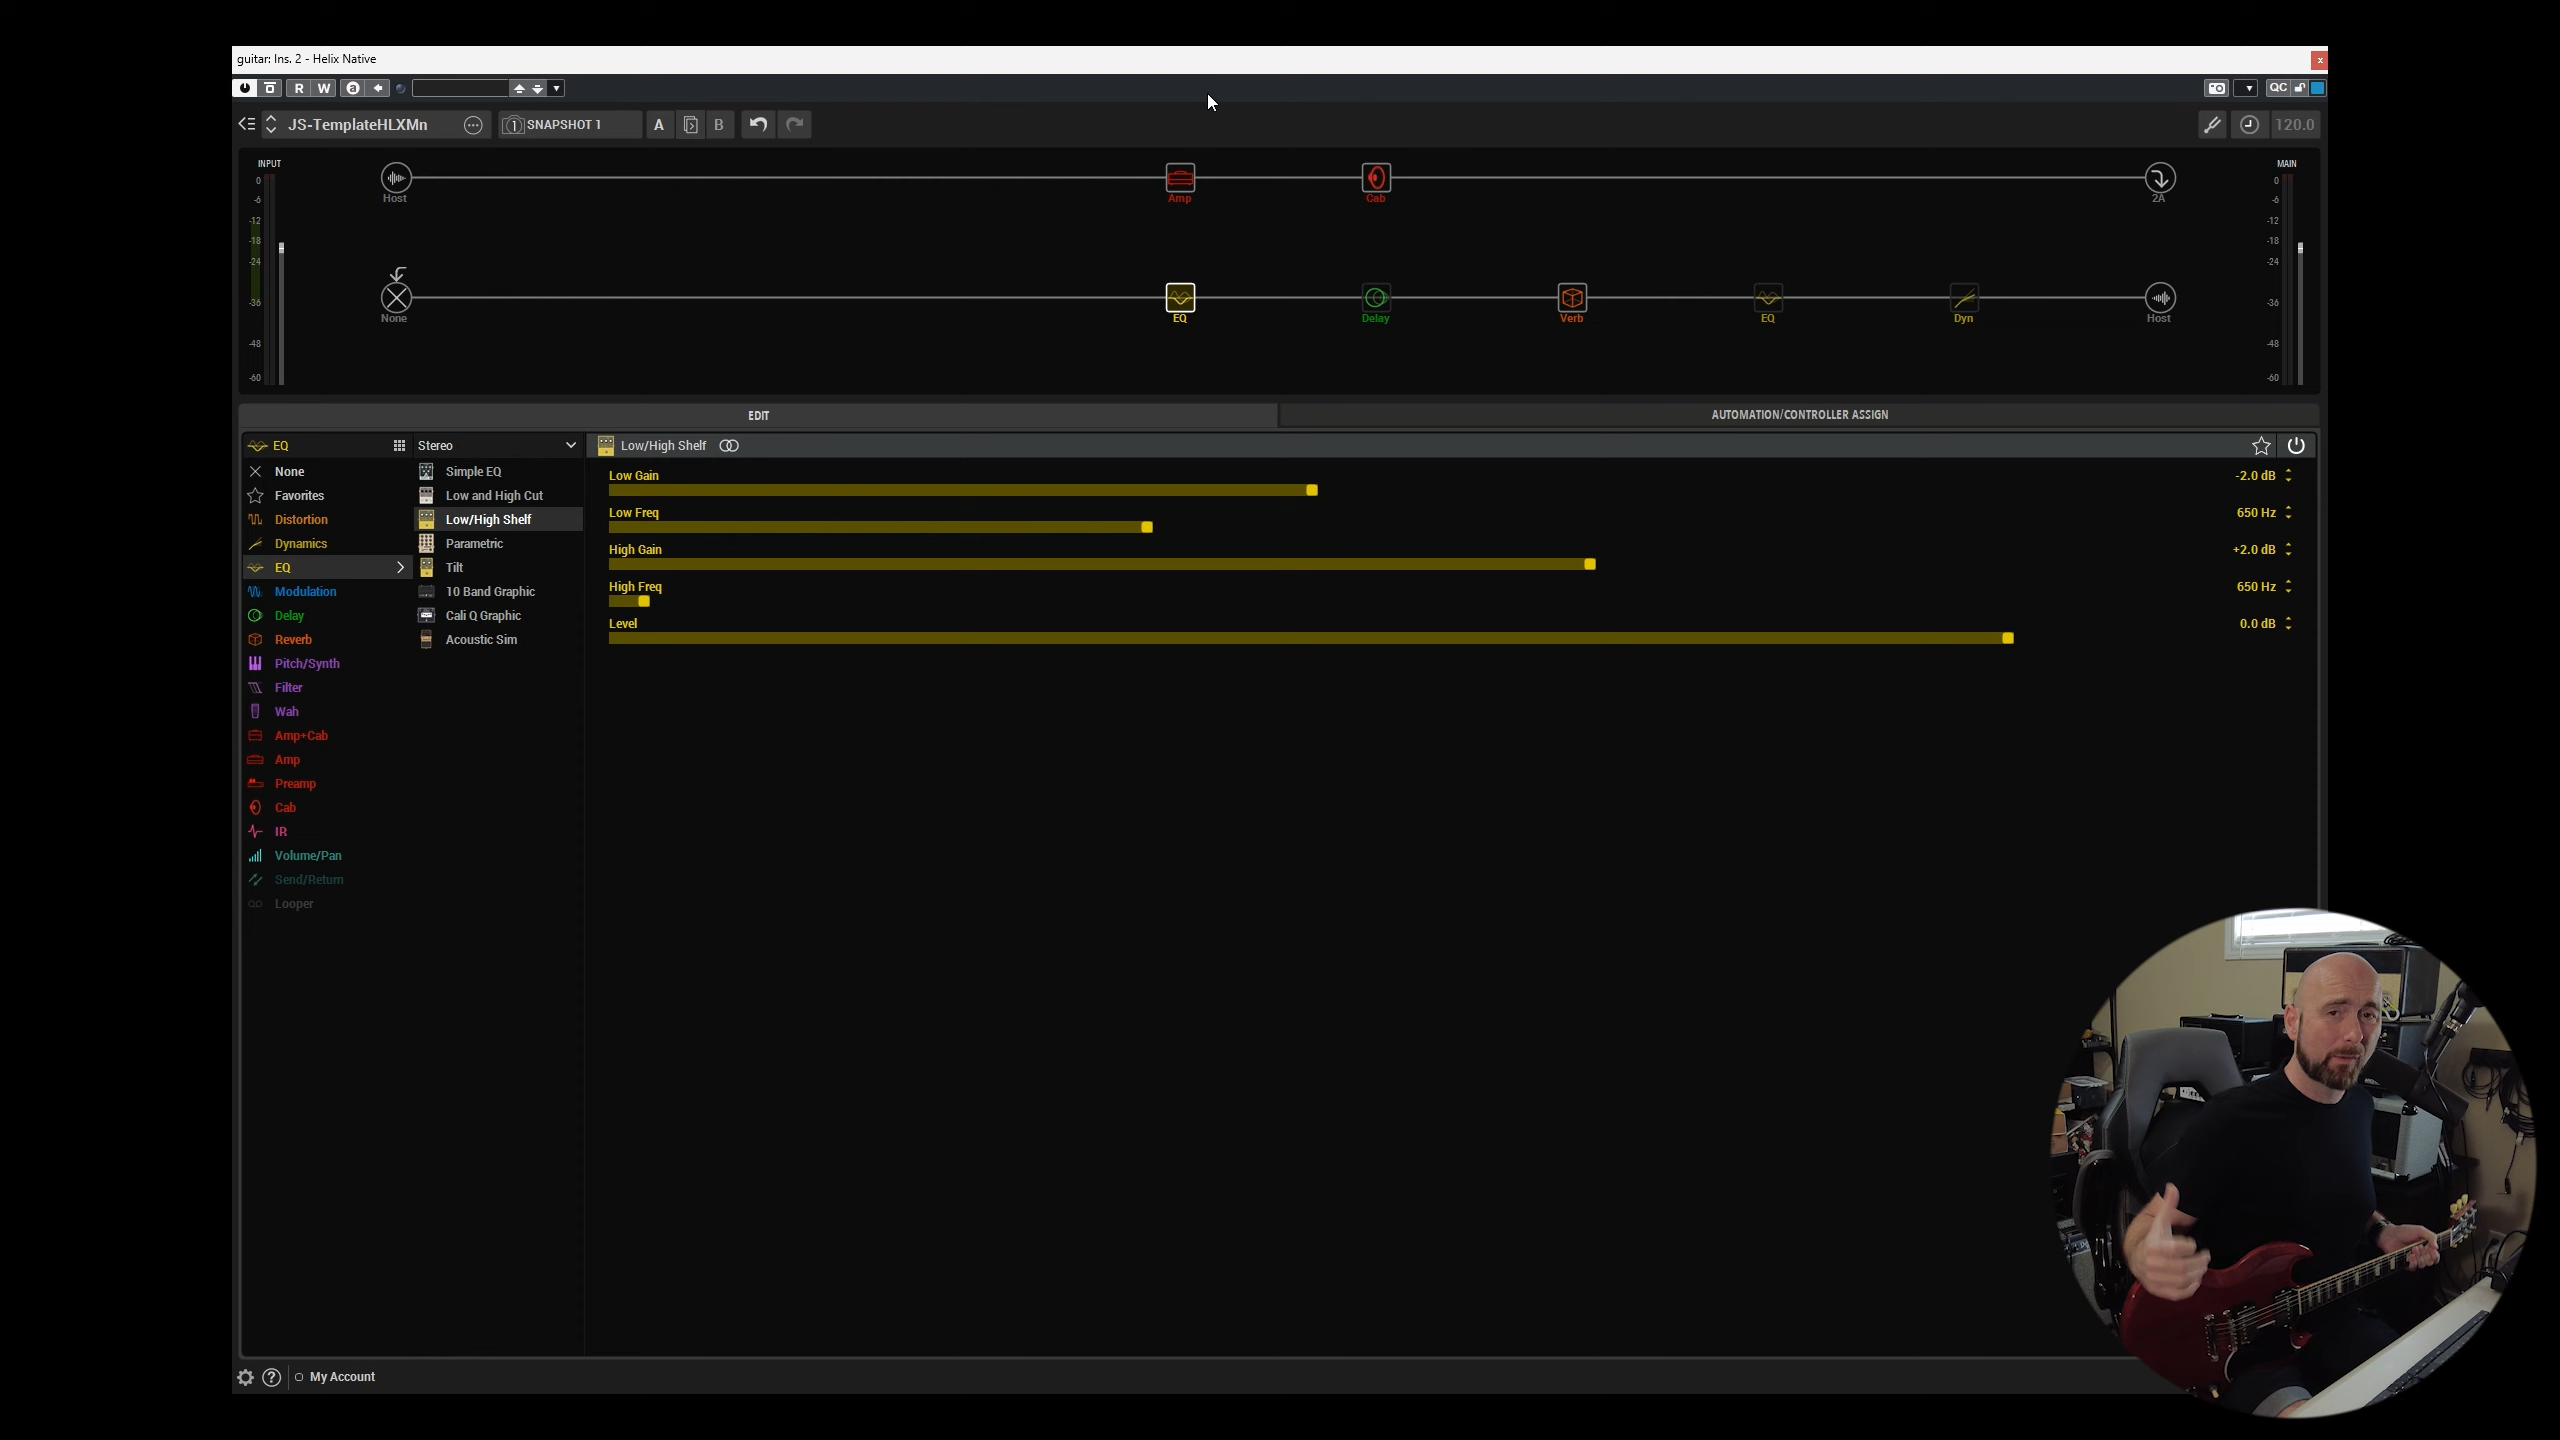 guitar: Ins. 2 - Helix Native
x
R W a QC
JS-TemplateHLXMn 1 SNAPSHOT 1 A B 120.0
INPUT MAIN
0 0
-6 -6
-12 -12
-18 -18
-24 -24
-36 -36
-48 -48
-60 -60
Host Amp Cab 2A
None EQ Delay Verb EQ Dyn Host
EDIT AUTOMATION/CONTROLLER ASSIGN
EQ Stereo Low/High Shelf
None
Favorites
Distortion
Dynamics
EQ
Modulation
Delay
Reverb
Pitch/Synth
Filter
Wah
Amp+Cab
Amp
Preamp
Cab
IR
Volume/Pan
Send/Return
Looper
Simple EQ
Low and High Cut
Low/High Shelf
Parametric
Tilt
10 Band Graphic
Cali Q Graphic
Acoustic Sim
Low Gain -2.0 dB
Low Freq 650 Hz
High Gain +2.0 dB
High Freq 650 Hz
Level 0.0 dB
? My Account